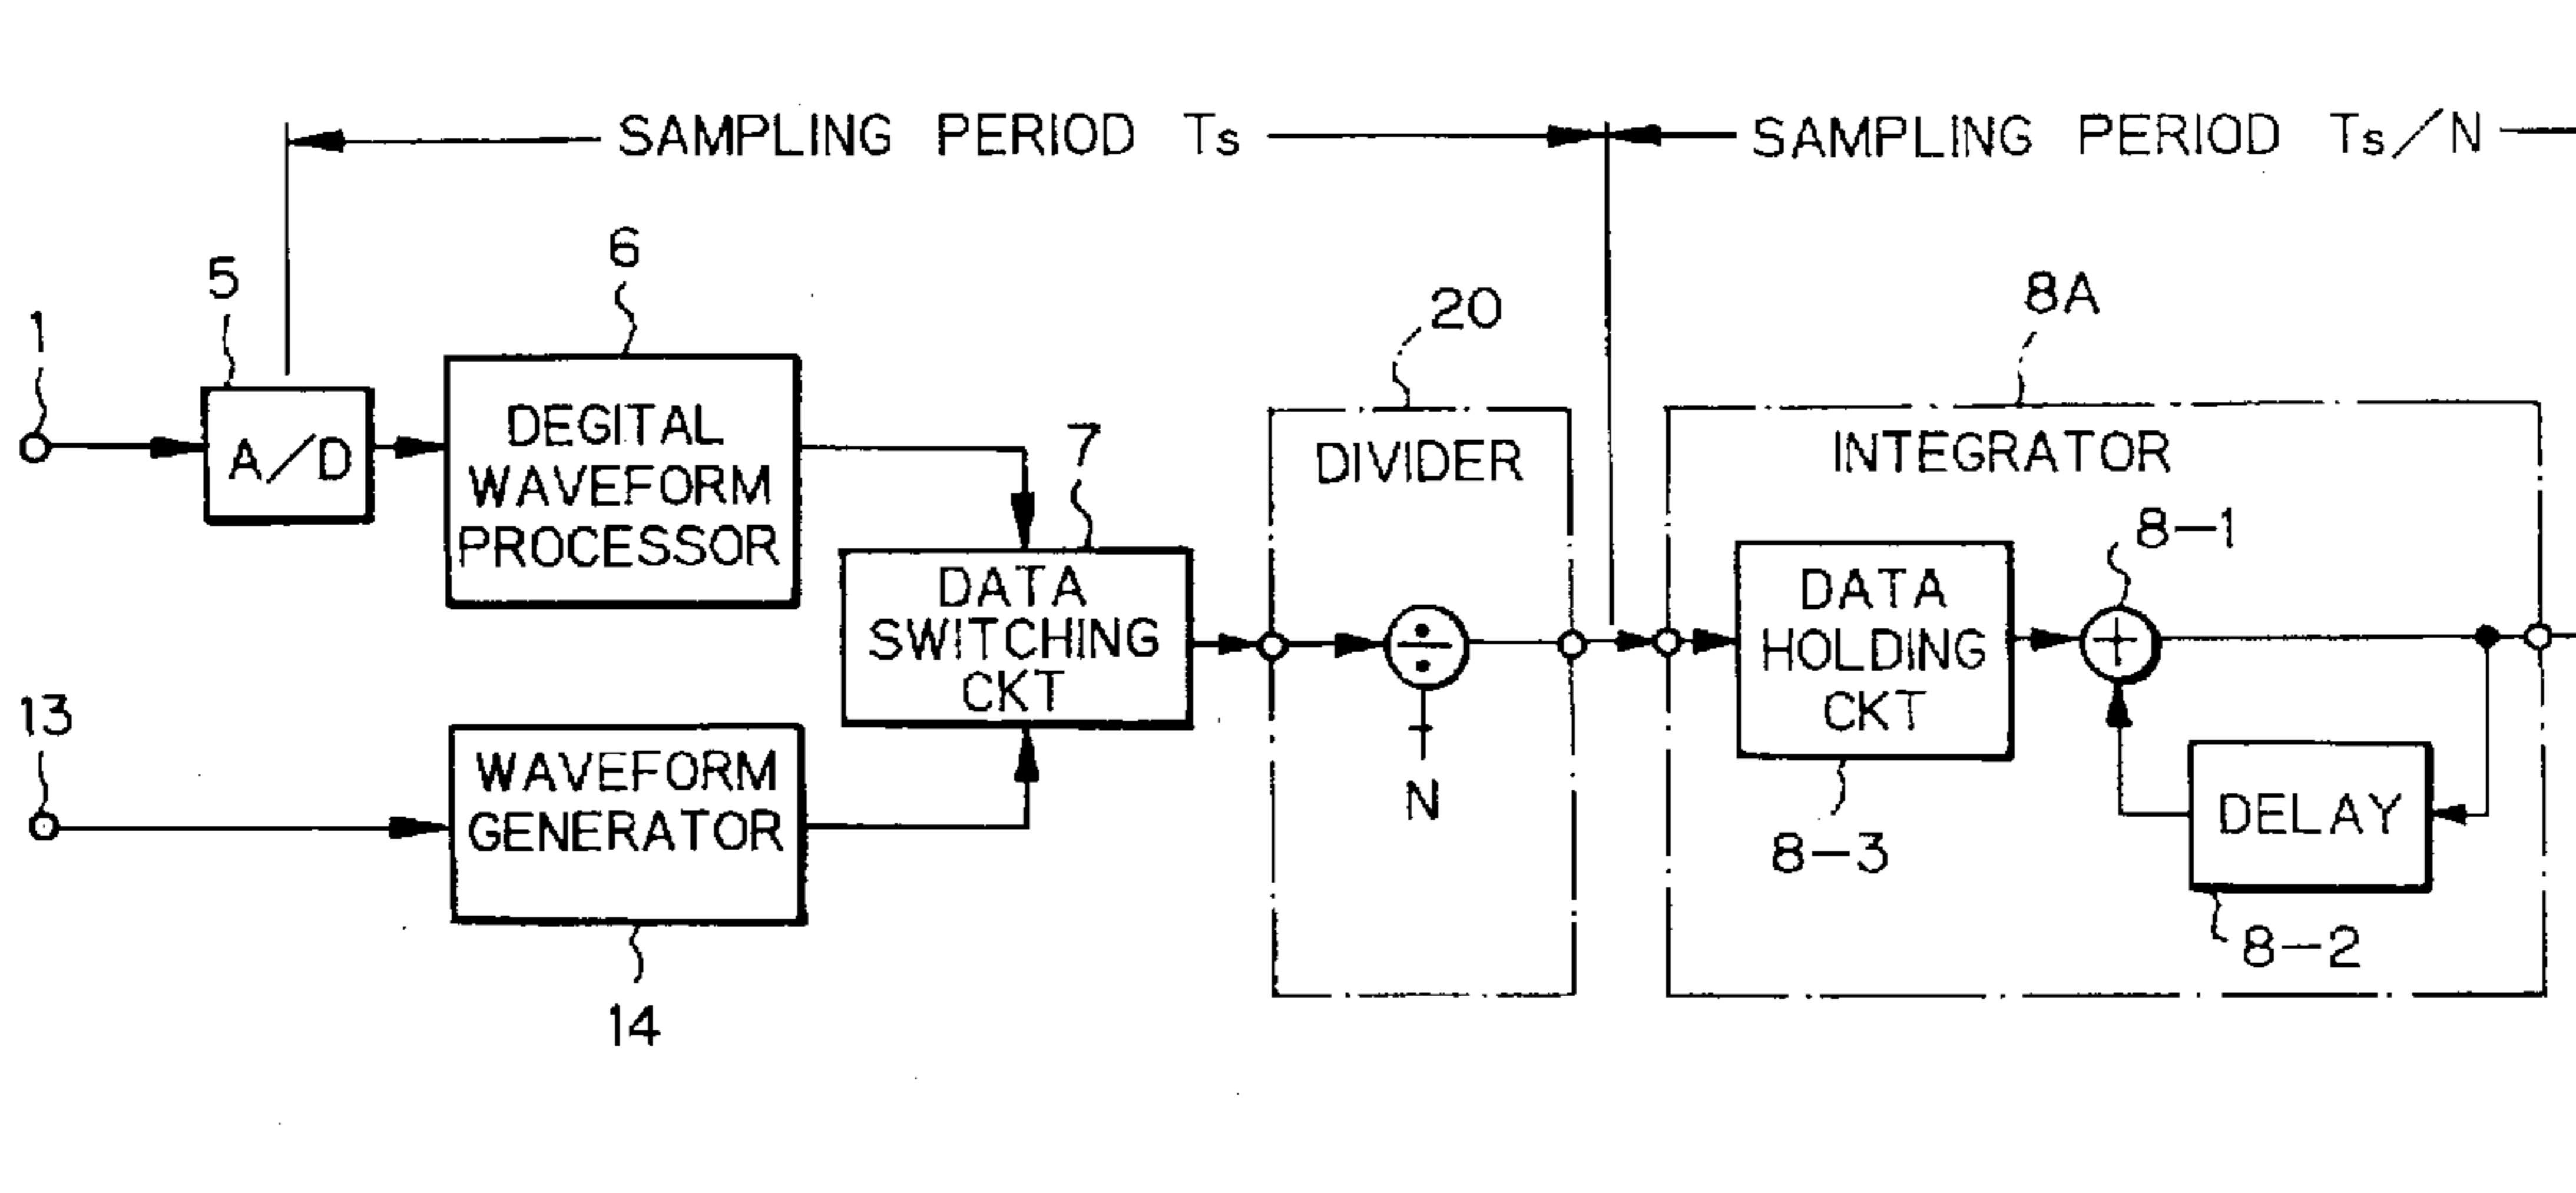 SAMPLING PERIOD Ts
SAMPLING PERIOD Ts/N
1
5
A/D
6
DEGITAL
WAVEFORM
PROCESSOR
7
DATA
SWITCHING
CKT
13
WAVEFORM
GENERATOR
14
20
DIVIDER
÷
N
8A
INTEGRATOR
DATA
HOLDING
CKT
8-3
8-1
+
DELAY
8-2